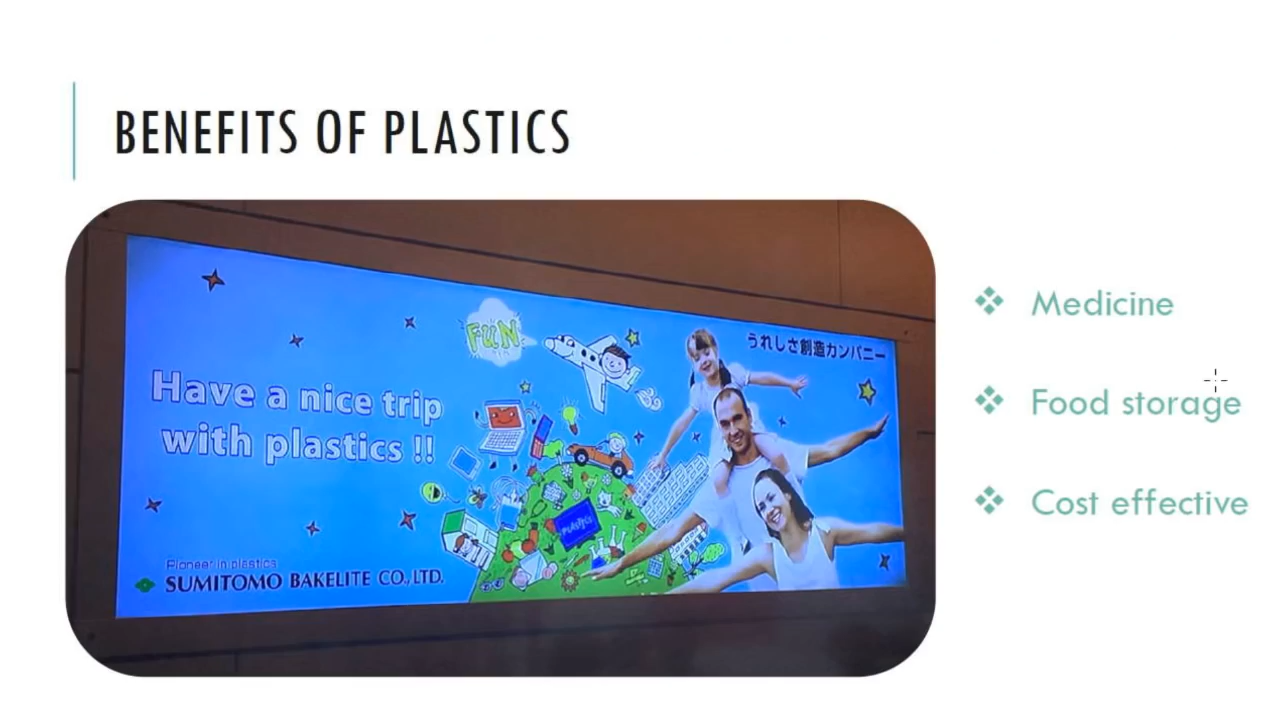 BENEFITS OF PLASTICS
Have a nice trip
with plastics !!
FUN
うれしさ創造カンパニー
PLASTICS
Pioneer in plastics
SUMITOMO BAKELITE CO., LTD.
Medicine
Food storage
Cost effective